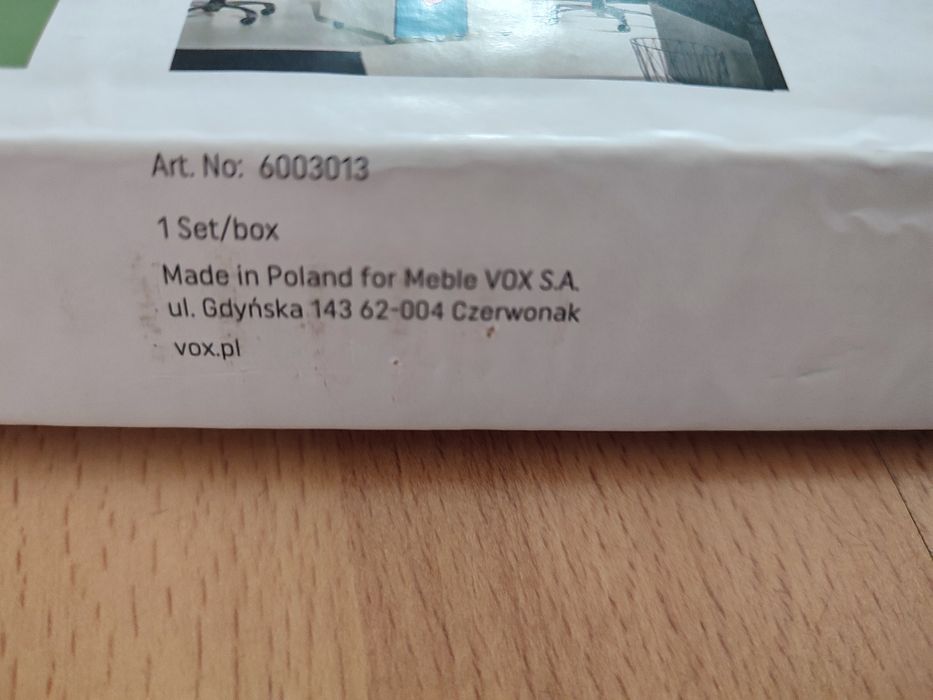 Art. No: 6003013
1 Set/box
Made in Poland for Meble VOX S.A.
ul. Gdyńska 143 62-004 Czerwonak
vox.pl